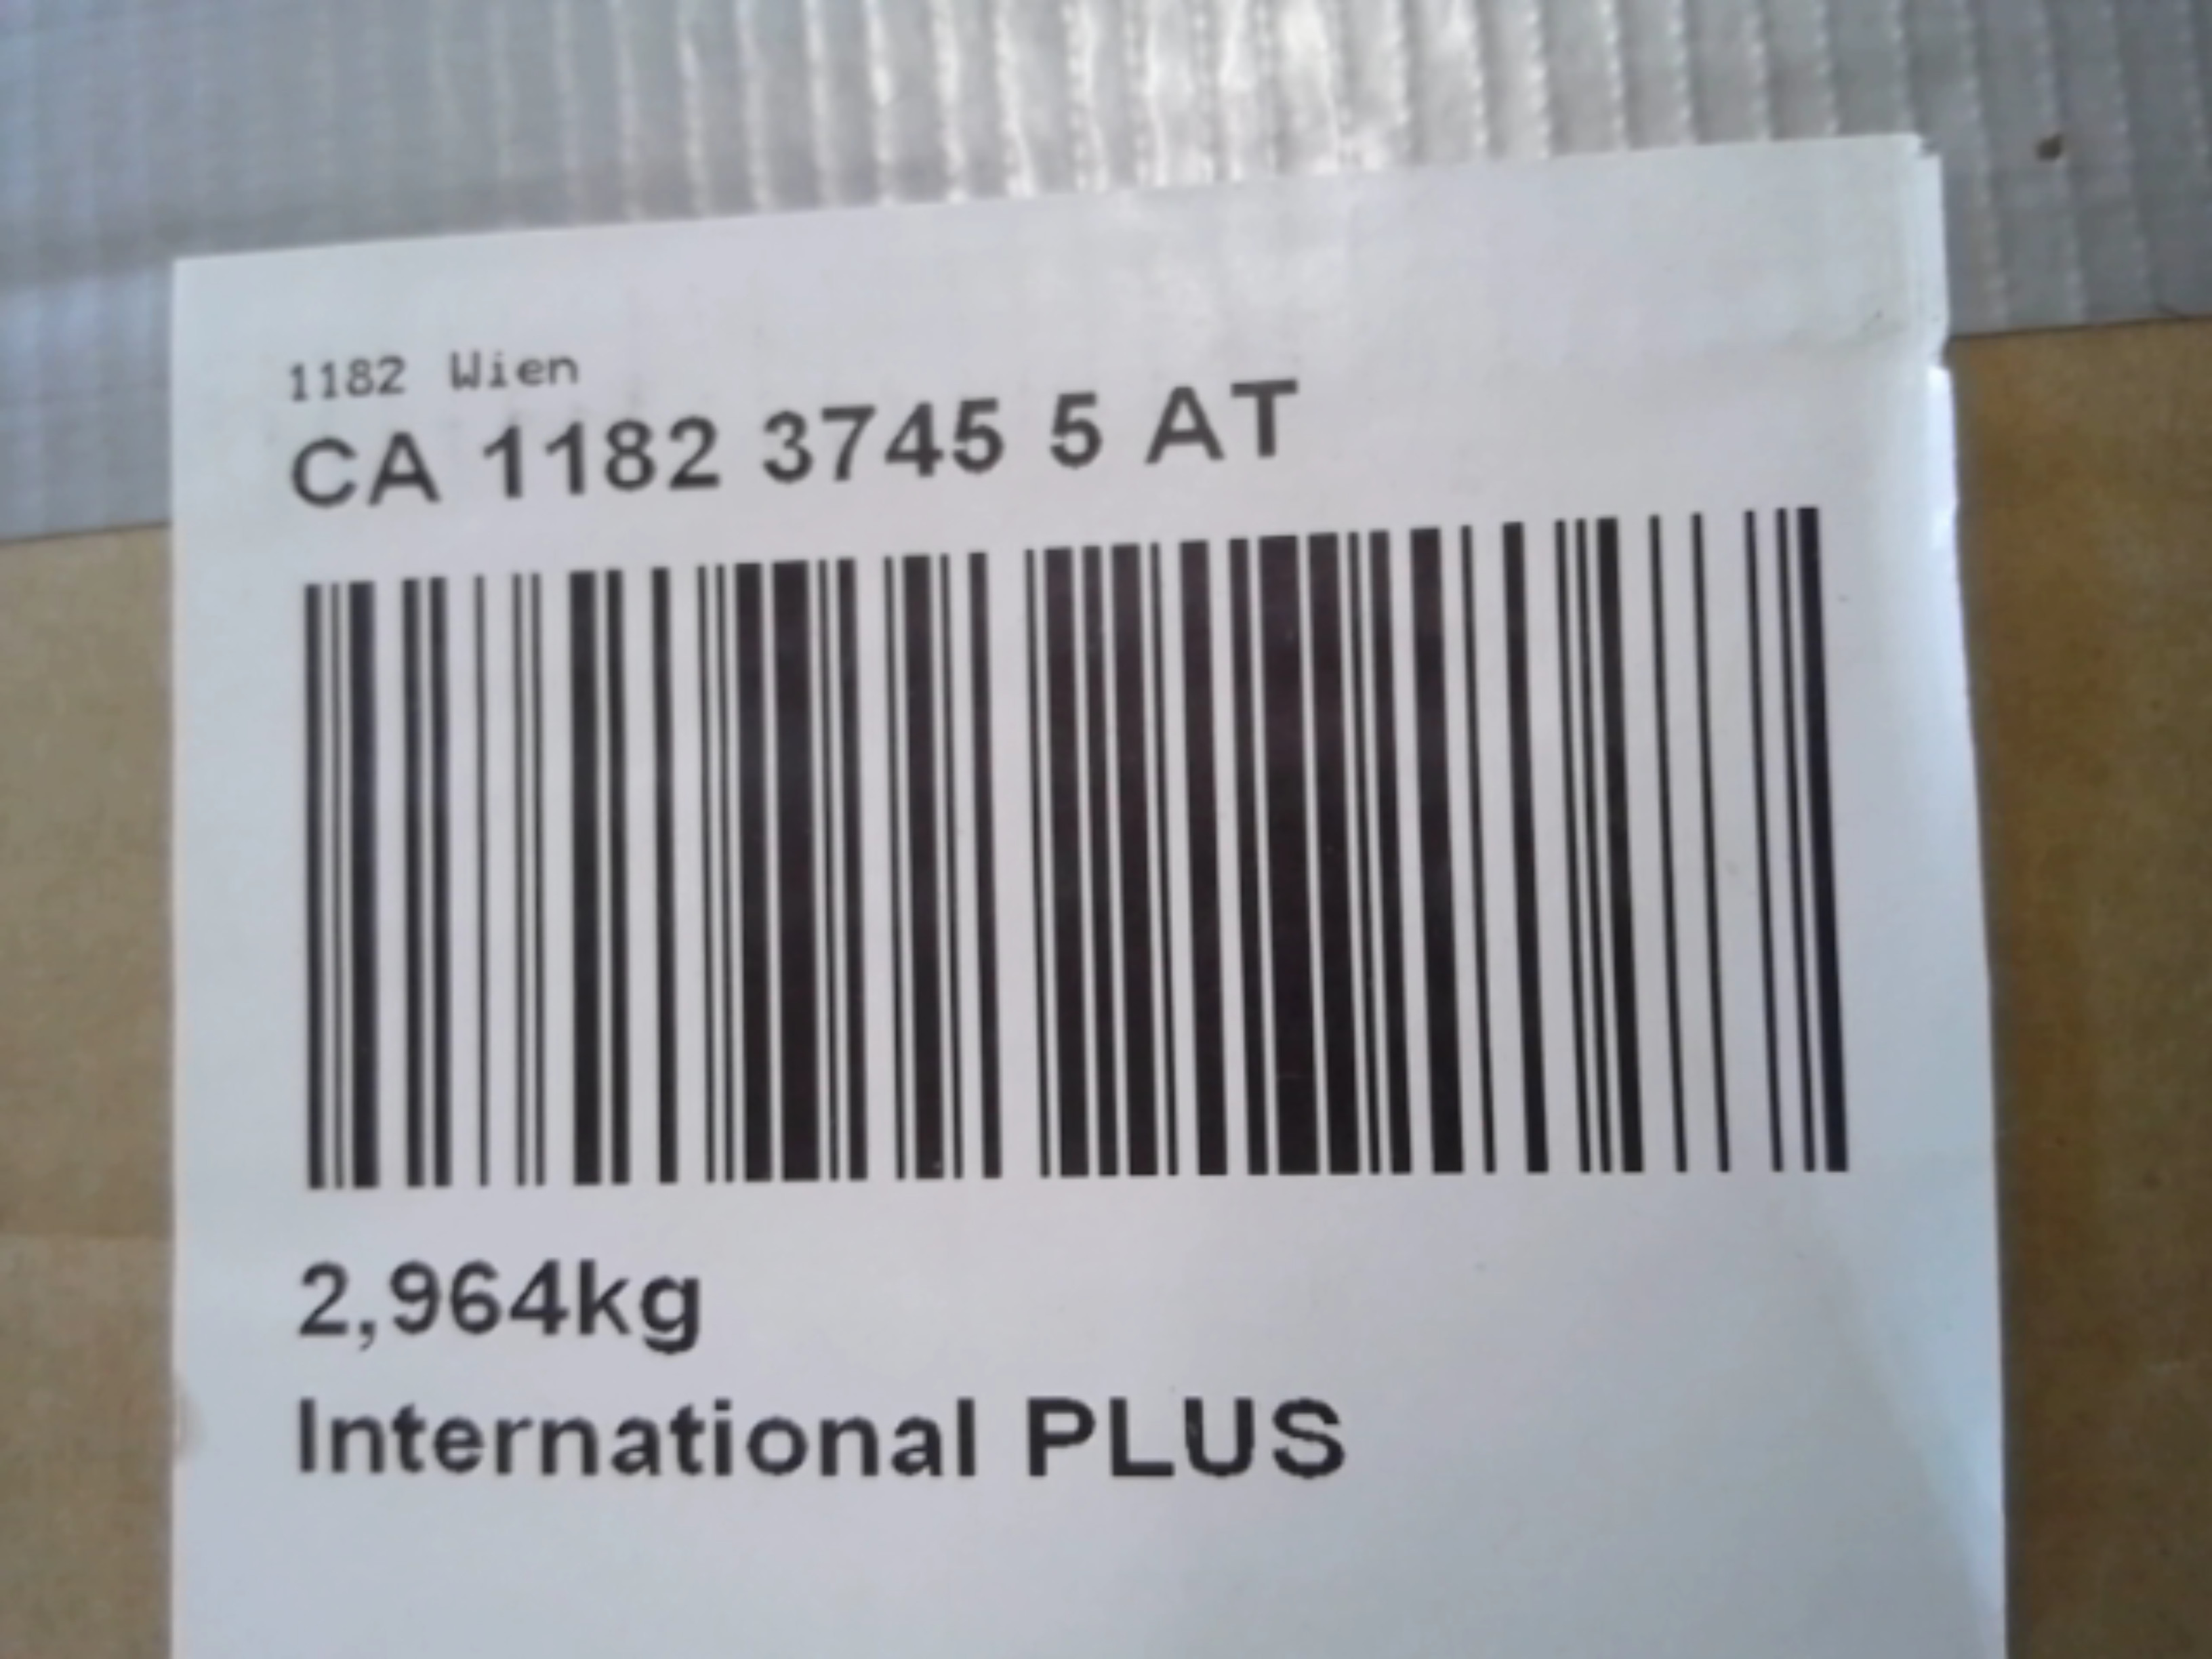 1182 Wien
CA 1182 3745 5 AT
2,964kg
International PLUS